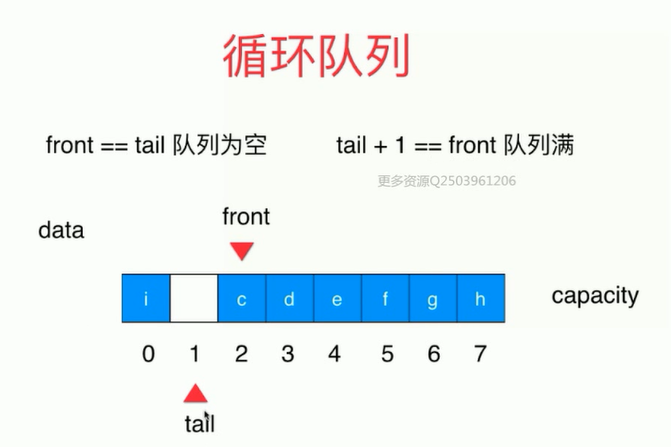 循环队列
front == tail 队列为空 tail + 1 == front 队列满
更多资源Q2503961206
front
data
i c d e f g h
capacity
0 1 2 3 4 5 6 7
tail